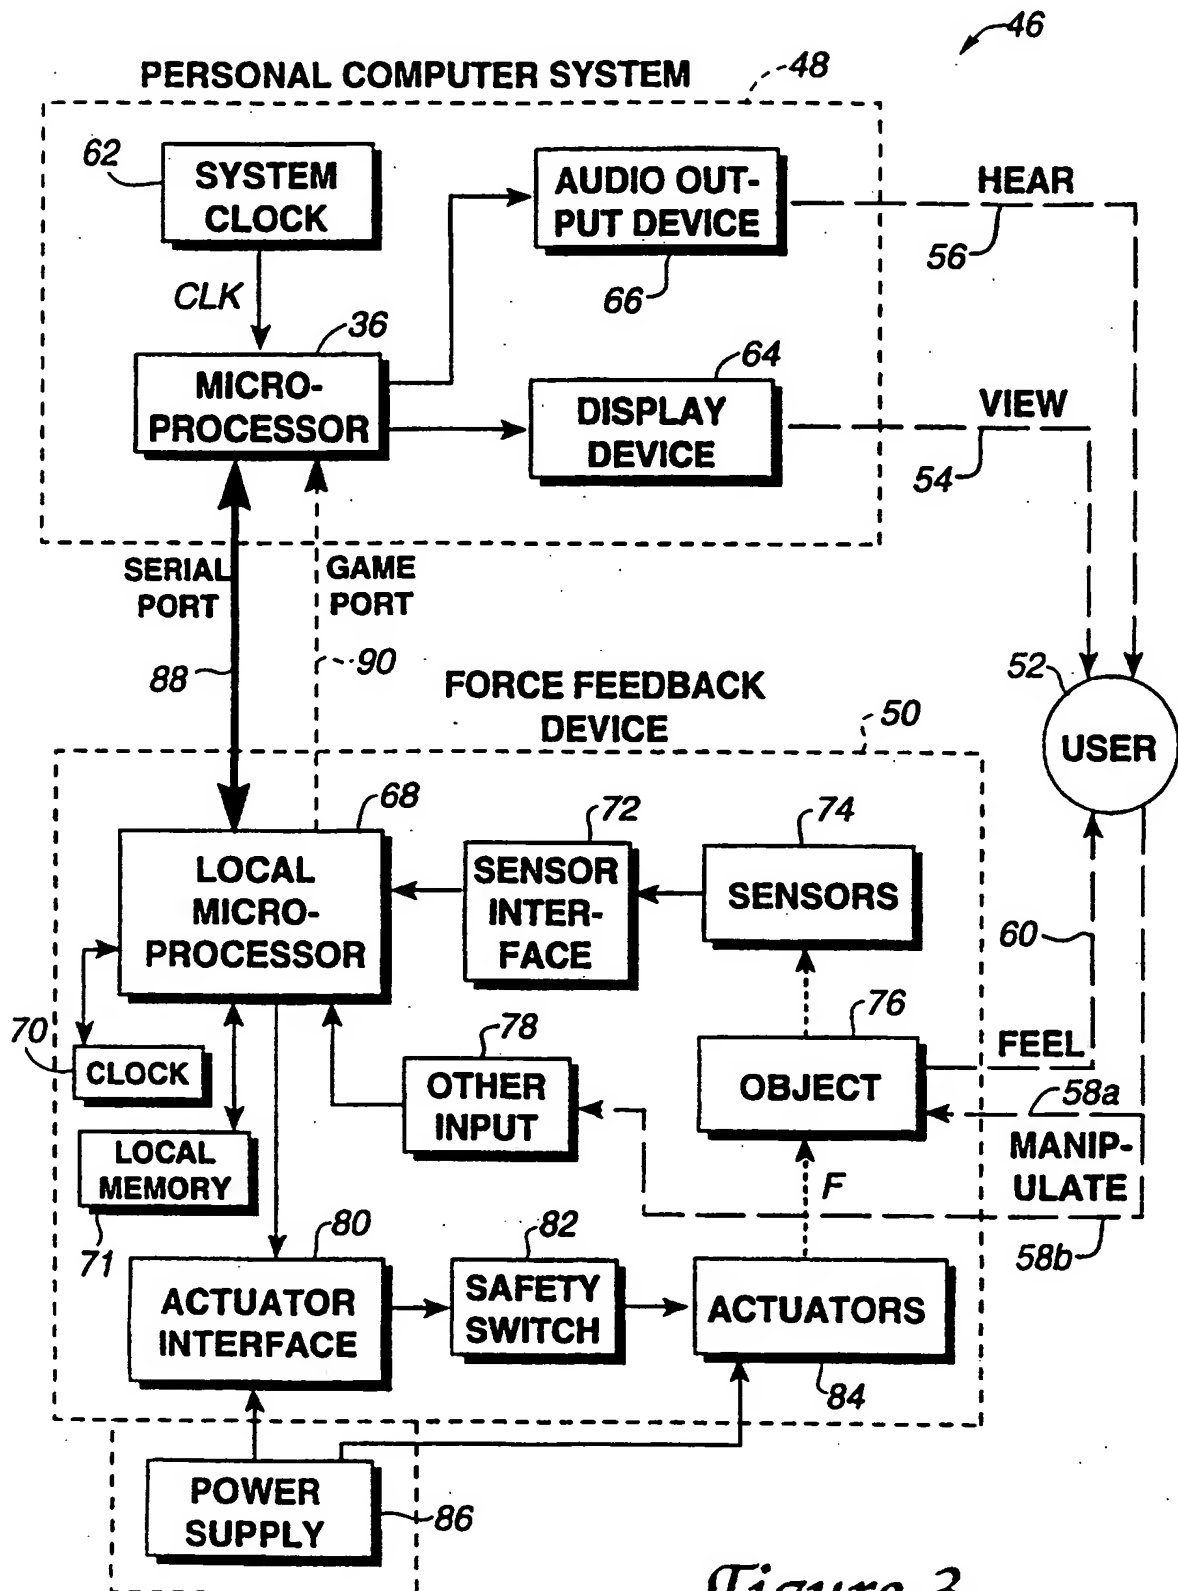 46
PERSONAL COMPUTER SYSTEM
48
62
SYSTEM
CLOCK
AUDIO OUT-
PUT DEVICE
HEAR
56
CLK
66
36
MICRO-
PROCESSOR
64
DISPLAY
DEVICE
VIEW
54
SERIAL
PORT
GAME
PORT
88
90
FORCE FEEDBACK
DEVICE
50
52
USER
68
LOCAL
MICRO-
PROCESSOR
72
SENSOR
INTER-
FACE
74
SENSORS
60
70
CLOCK
78
OTHER
INPUT
76
OBJECT
FEEL
58a
MANIP-
ULATE
58b
LOCAL
MEMORY
71
F
80
ACTUATOR
INTERFACE
82
SAFETY
SWITCH
ACTUATORS
84
POWER
SUPPLY
86
Figure 3